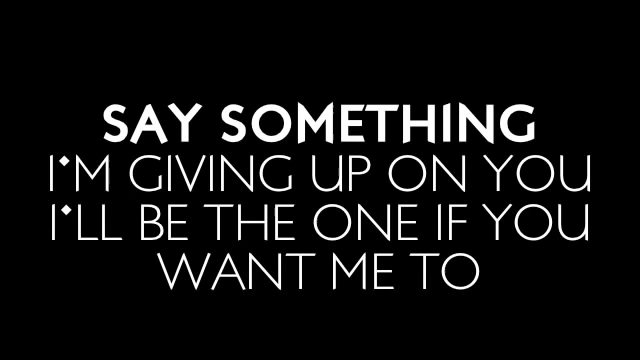 SAY SOMETHING
I'M GIVING UP ON YOU
I'LL BE THE ONE IF YOU
WANT ME TO